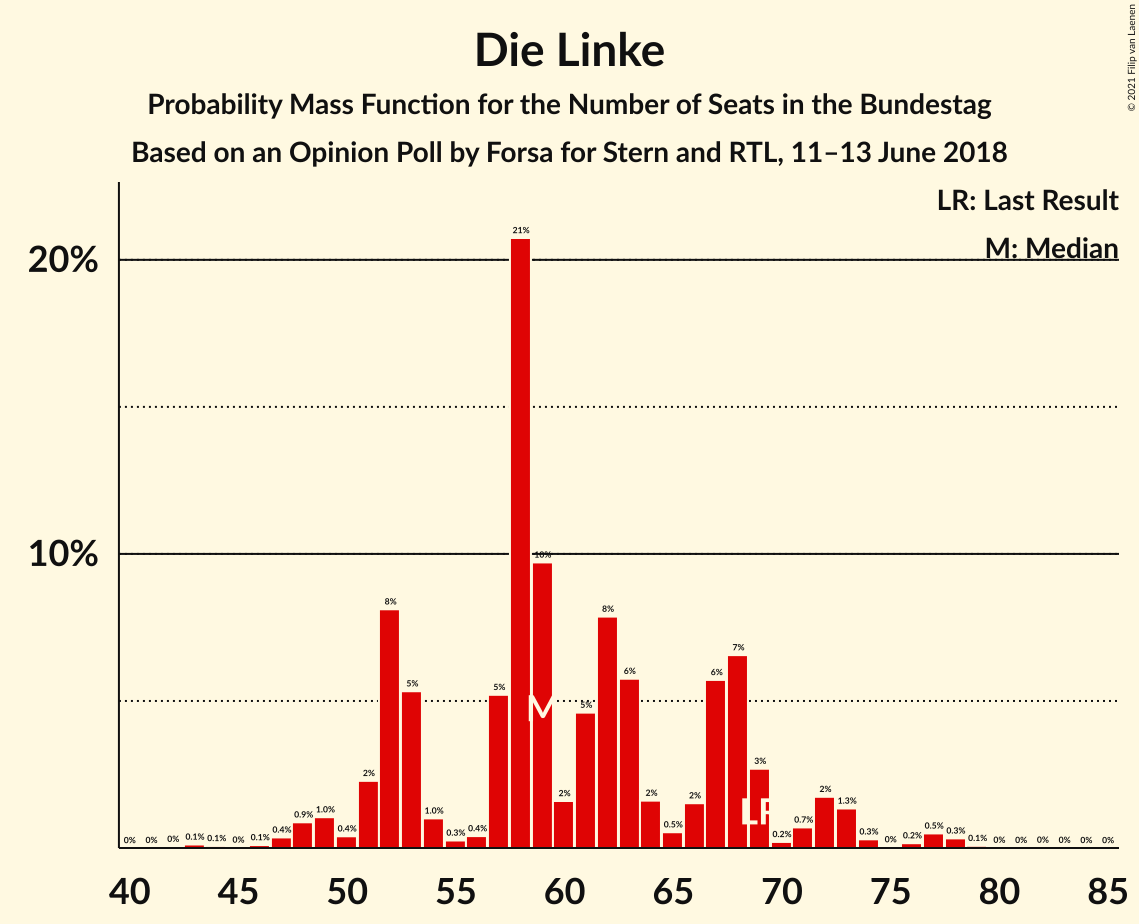 © 2021 Filip van Laenen
Die Linke
Probability Mass Function for the Number of Seats in the Bundestag
Based on an Opinion Poll by Forsa for Stern and RTL, 11–13 June 2018
LR: Last Result
M: Median
20%
10%
0% 0% 0% 0.1% 0.1% 0% 0.1% 0.4% 0.9% 1.0% 0.4% 2% 8% 5% 1.0% 0.3% 0.4% 5% 21% 10% 2% 5% 8% 6% 2% 0.5% 2% 6% 7% 3% 0.2% 0.7% 2% 1.3% 0.3% 0% 0.2% 0.5% 0.3% 0.1% 0% 0% 0% 0% 0% 0%
M
LR
40 45 50 55 60 65 70 75 80 85